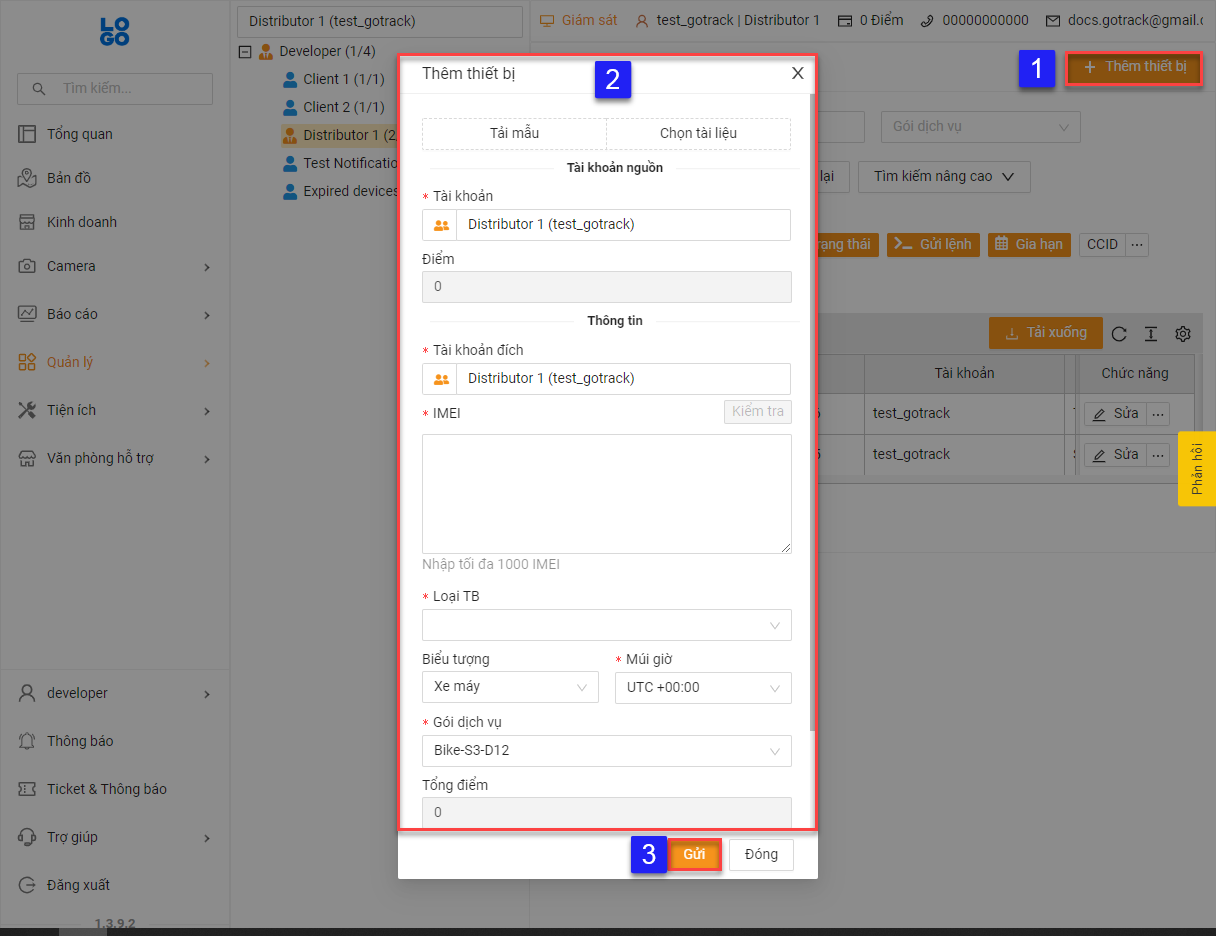 LOGO
Tìm kiếm...
Tổng quan
Bản đồ
Kinh doanh
Camera
Báo cáo
Quản lý
Tiện ích
Văn phòng hỗ trợ
developer
Thông báo
Ticket & Thông báo
Trợ giúp
Đăng xuất
1.3.9.2
Distributor 1 (test_gotrack)
Developer (1/4)
Client 1 (1/1)
Client 2 (1/1)
Distributor 1 (2
Test Notificatio
Expired devices
Giám sát
test_gotrack | Distributor 1
0 Điểm
00000000000
docs.gotrack@gmail.c
1
+ Thêm thiết bị
Gói dịch vụ
lại
Tìm kiếm nâng cao
rạng thái
Gửi lệnh
Gia hạn
CCID
Tải xuống
Tài khoản
Chức năng
test_gotrack
Sửa
test_gotrack
Sửa
Phản hồi
Thêm thiết bị
2
X
Tải mẫu
Chọn tài liệu
Tài khoản nguồn
* Tài khoản
Distributor 1 (test_gotrack)
Điểm
0
Thông tin
* Tài khoản đích
Distributor 1 (test_gotrack)
* IMEI
Kiểm tra
Nhập tối đa 1000 IMEI
* Loại TB
Biểu tượng
* Múi giờ
Xe máy
UTC +00:00
* Gói dịch vụ
Bike-S3-D12
Tổng điểm
0
3
Gửi
Đóng